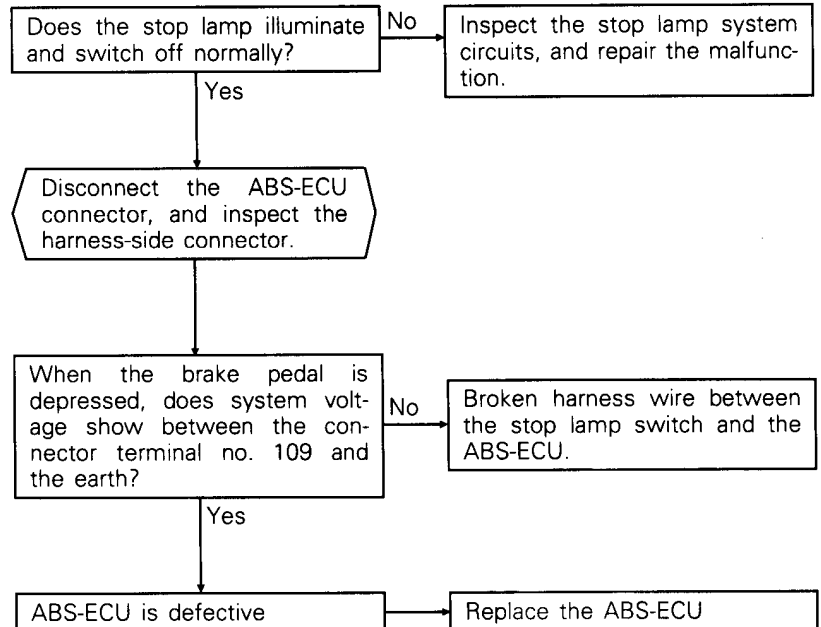 Does the stop lamp illuminate
and switch off normally?
No
Inspect the stop lamp system
circuits, and repair the malfunc-
tion.
Yes
Disconnect the ABS-ECU
connector, and inspect the
harness-side connector.
When the brake pedal is
depressed, does system volt-
age show between the con-
nector terminal no. 109 and
the earth?
No
Broken harness wire between
the stop lamp switch and the
ABS-ECU.
Yes
ABS-ECU is defective
Replace the ABS-ECU